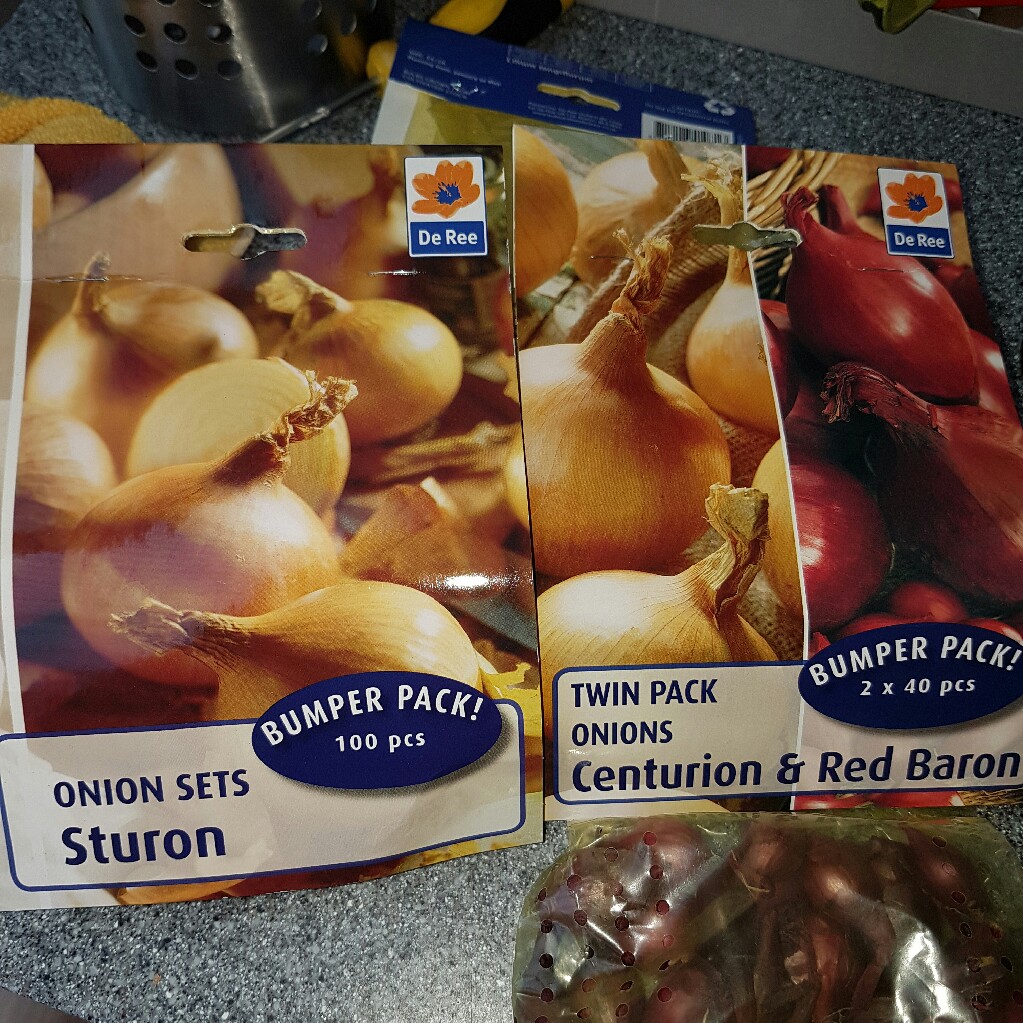 De Ree
BUMPER PACK!
100 pcs
ONION SETS
Sturon
De Ree
BUMPER PACK!
2 x 40 pcs
TWIN PACK
ONIONS
Centurion & Red Baron